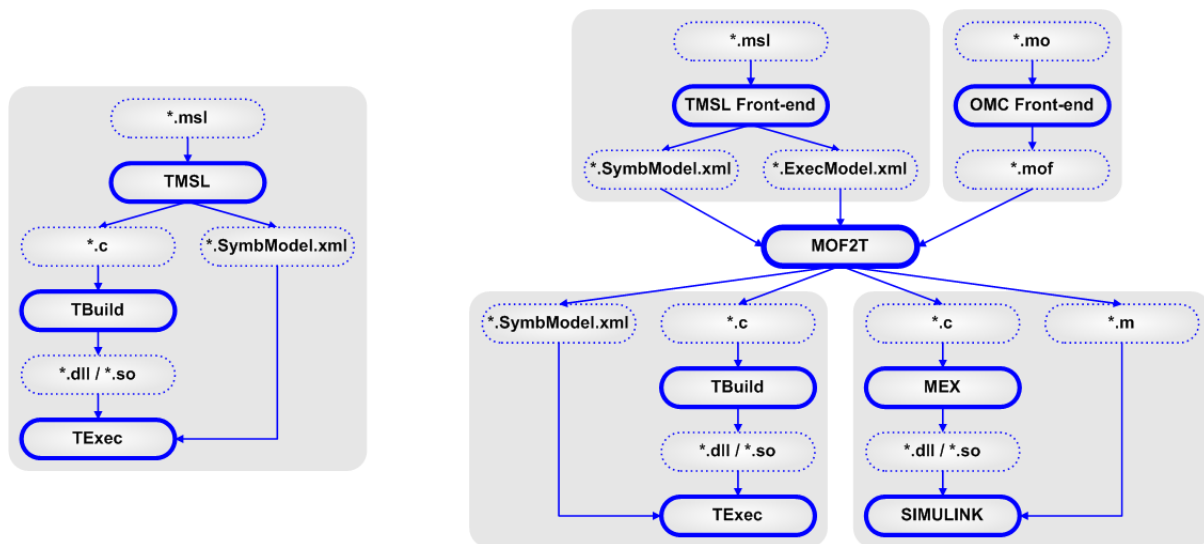 *.msl
TMSL
*.c
*.SymbModel.xml
TBuild
*.dll / *.so
TExec
*.msl
TMSL Front-end
*.SymbModel.xml
*.ExecModel.xml
*.mo
OMC Front-end
*.mof
MOF2T
*.SymbModel.xml
*.c
TBuild
*.dll / *.so
TExec
*.c
*.m
MEX
*.dll / *.so
SIMULINK